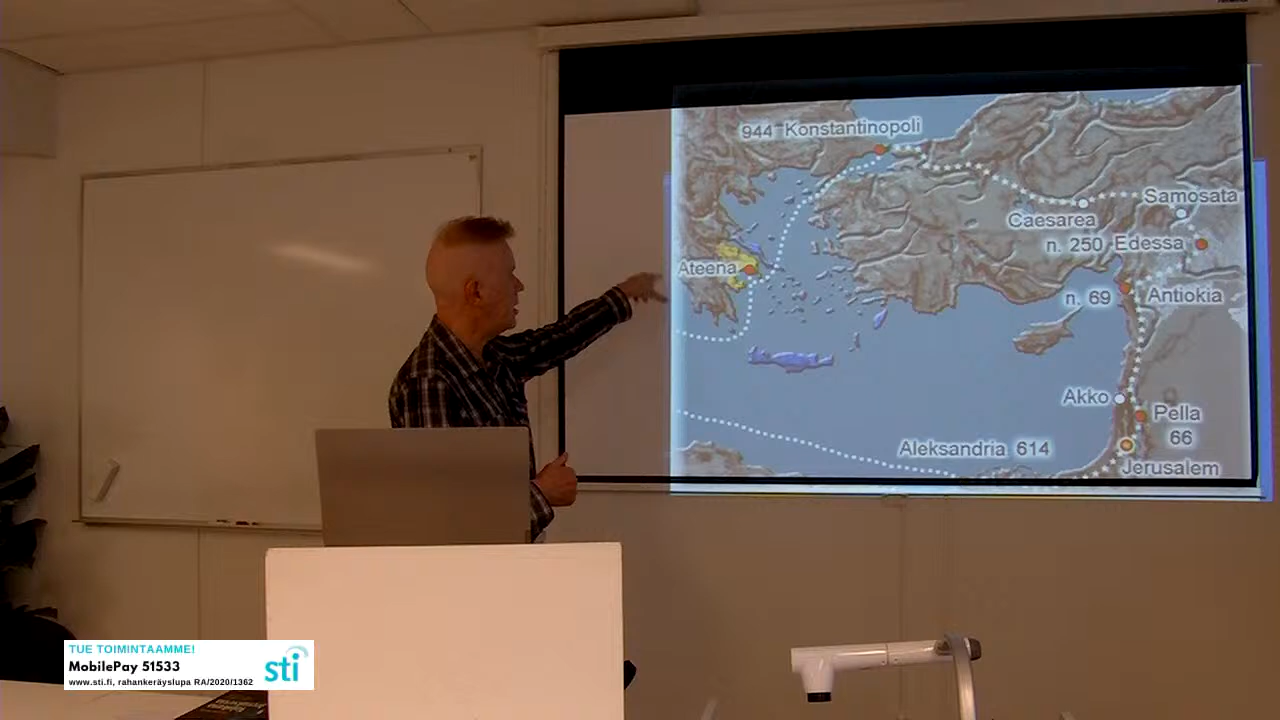 944 Konstantinopoli
Samosata
Caesarea
n. 250 Edessa
Ateena
n. 69 Antiokia
Akko
Pella
66
Aleksandria 614
Jerusalem
TUE TOIMINTAAMME!
MobilePay 51533
www.sti.fi, rahankeräyslupa RA/2020/1362
sti